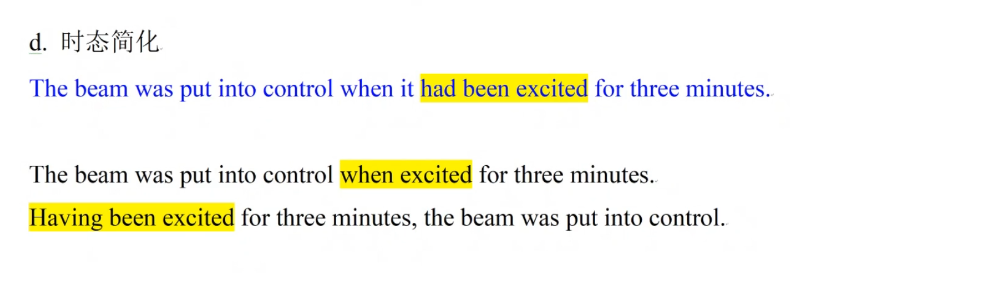 d. 时态简化
The beam was put into control when it had been excited for three minutes.
The beam was put into control when excited for three minutes.
Having been excited for three minutes, the beam was put into control.